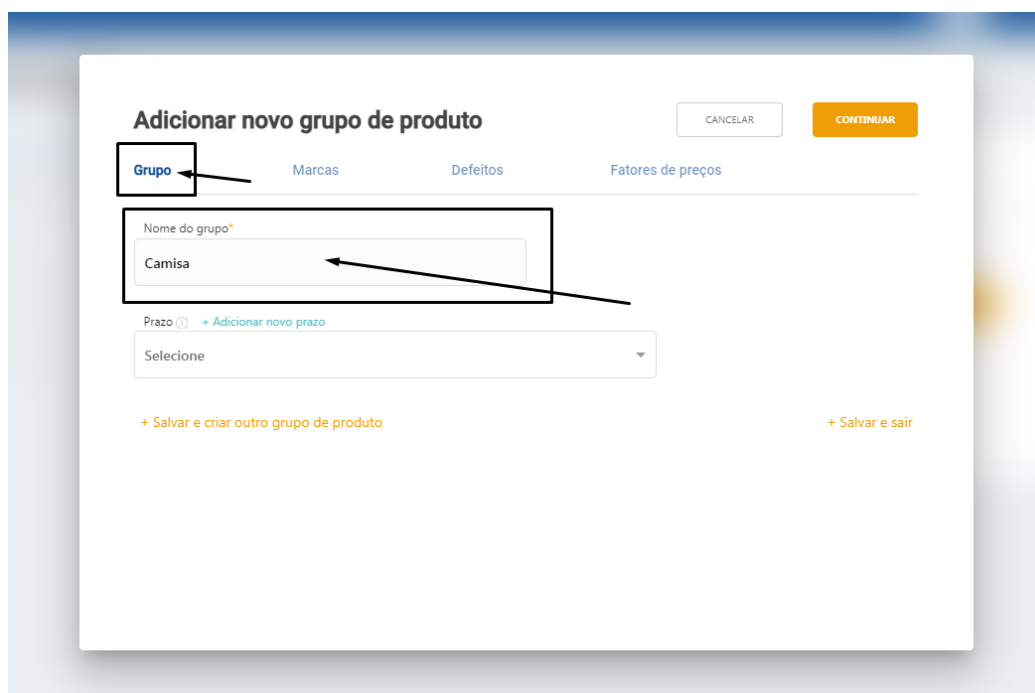 Adicionar novo grupo de produto
CANCELAR
CONTINUAR
Grupo
Marcas
Defeitos
Fatores de preços
Nome do grupo*
Camisa
Prazo + Adicionar novo prazo
Selecione
+ Salvar e criar outro grupo de produto
+ Salvar e sair